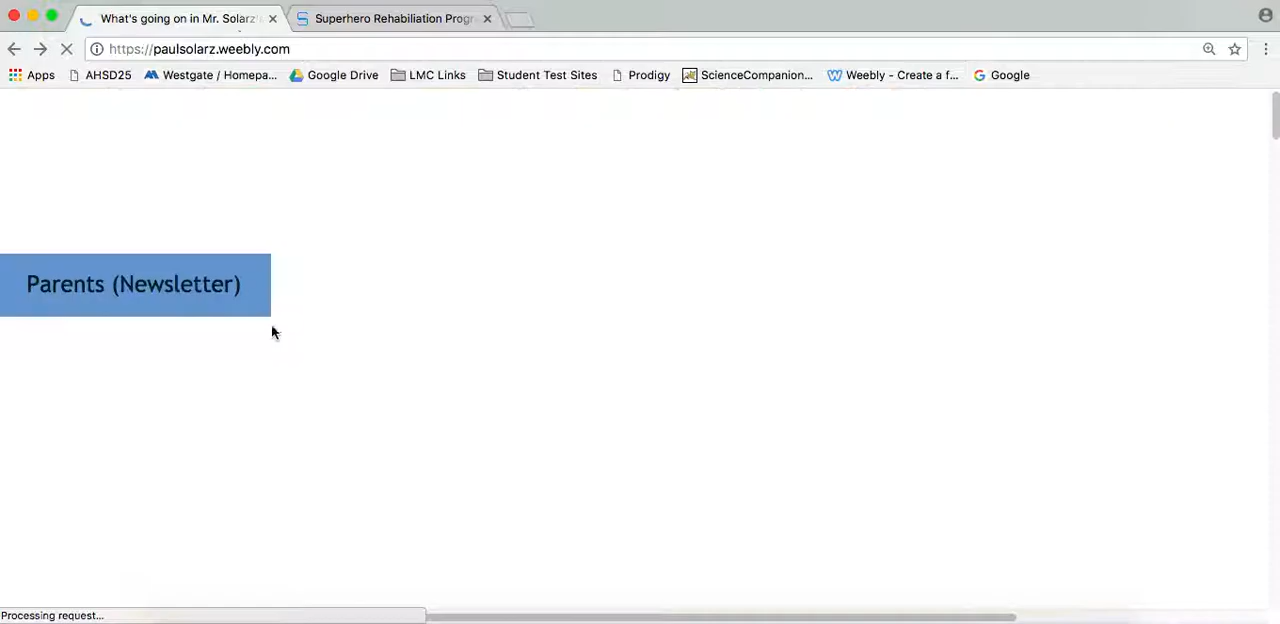 What's going on in Mr. Solarz'
Superhero Rehabiliation Progr
https://paulsolarz.weebly.com
Apps AHSD25 Westgate / Homepa... Google Drive LMC Links Student Test Sites Prodigy ScienceCompanion... Weebly - Create a f... Google
Parents (Newsletter)
Processing request...